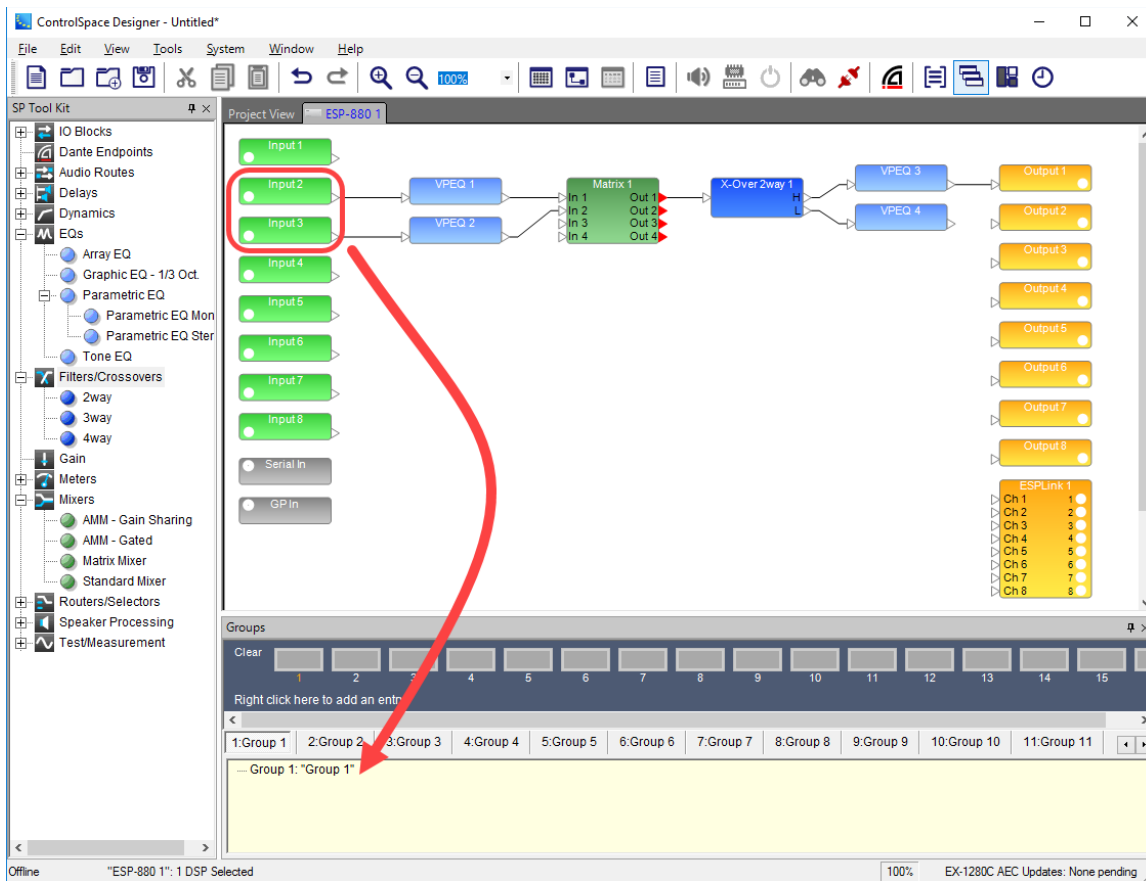 ControlSpace Designer - Untitled*
File Edit View Tools System Window Help
100%
SP Tool Kit
IO Blocks
Dante Endpoints
Audio Routes
Delays
Dynamics
EQs
Array EQ
Graphic EQ - 1/3 Oct.
Parametric EQ
Parametric EQ Mon
Parametric EQ Ster
Tone EQ
Filters/Crossovers
2way
3way
4way
Gain
Meters
Mixers
AMM - Gain Sharing
AMM - Gated
Matrix Mixer
Standard Mixer
Routers/Selectors
Speaker Processing
Test/Measurement
Project View ESP-880 1
Input 1
Input 2
Input 3
Input 4
Input 5
Input 6
Input 7
Input 8
Serial In
GP In
VPEQ 1
VPEQ 2
Matrix 1
In 1 Out 1
In 2 Out 2
In 3 Out 3
In 4 Out 4
X-Over 2way 1
H
L
VPEQ 3
VPEQ 4
Output 1
Output 2
Output 3
Output 4
Output 5
Output 6
Output 7
Output 8
ESPLink 1
Ch 1 1
Ch 2 2
Ch 3 3
Ch 4 4
Ch 5 5
Ch 6 6
Ch 7 7
Ch 8 8
Groups
Clear
1 2 3 4 5 6 7 8 9 10 11 12 13 14 15
Right click here to add an entry
1:Group 1 2:Group 2 3:Group 3 4:Group 4 5:Group 5 6:Group 6 7:Group 7 8:Group 8 9:Group 9 10:Group 10 11:Group 11
Group 1: "Group 1"
Offline "ESP-880 1": 1 DSP Selected 100% EX-1280C AEC Updates: None pending